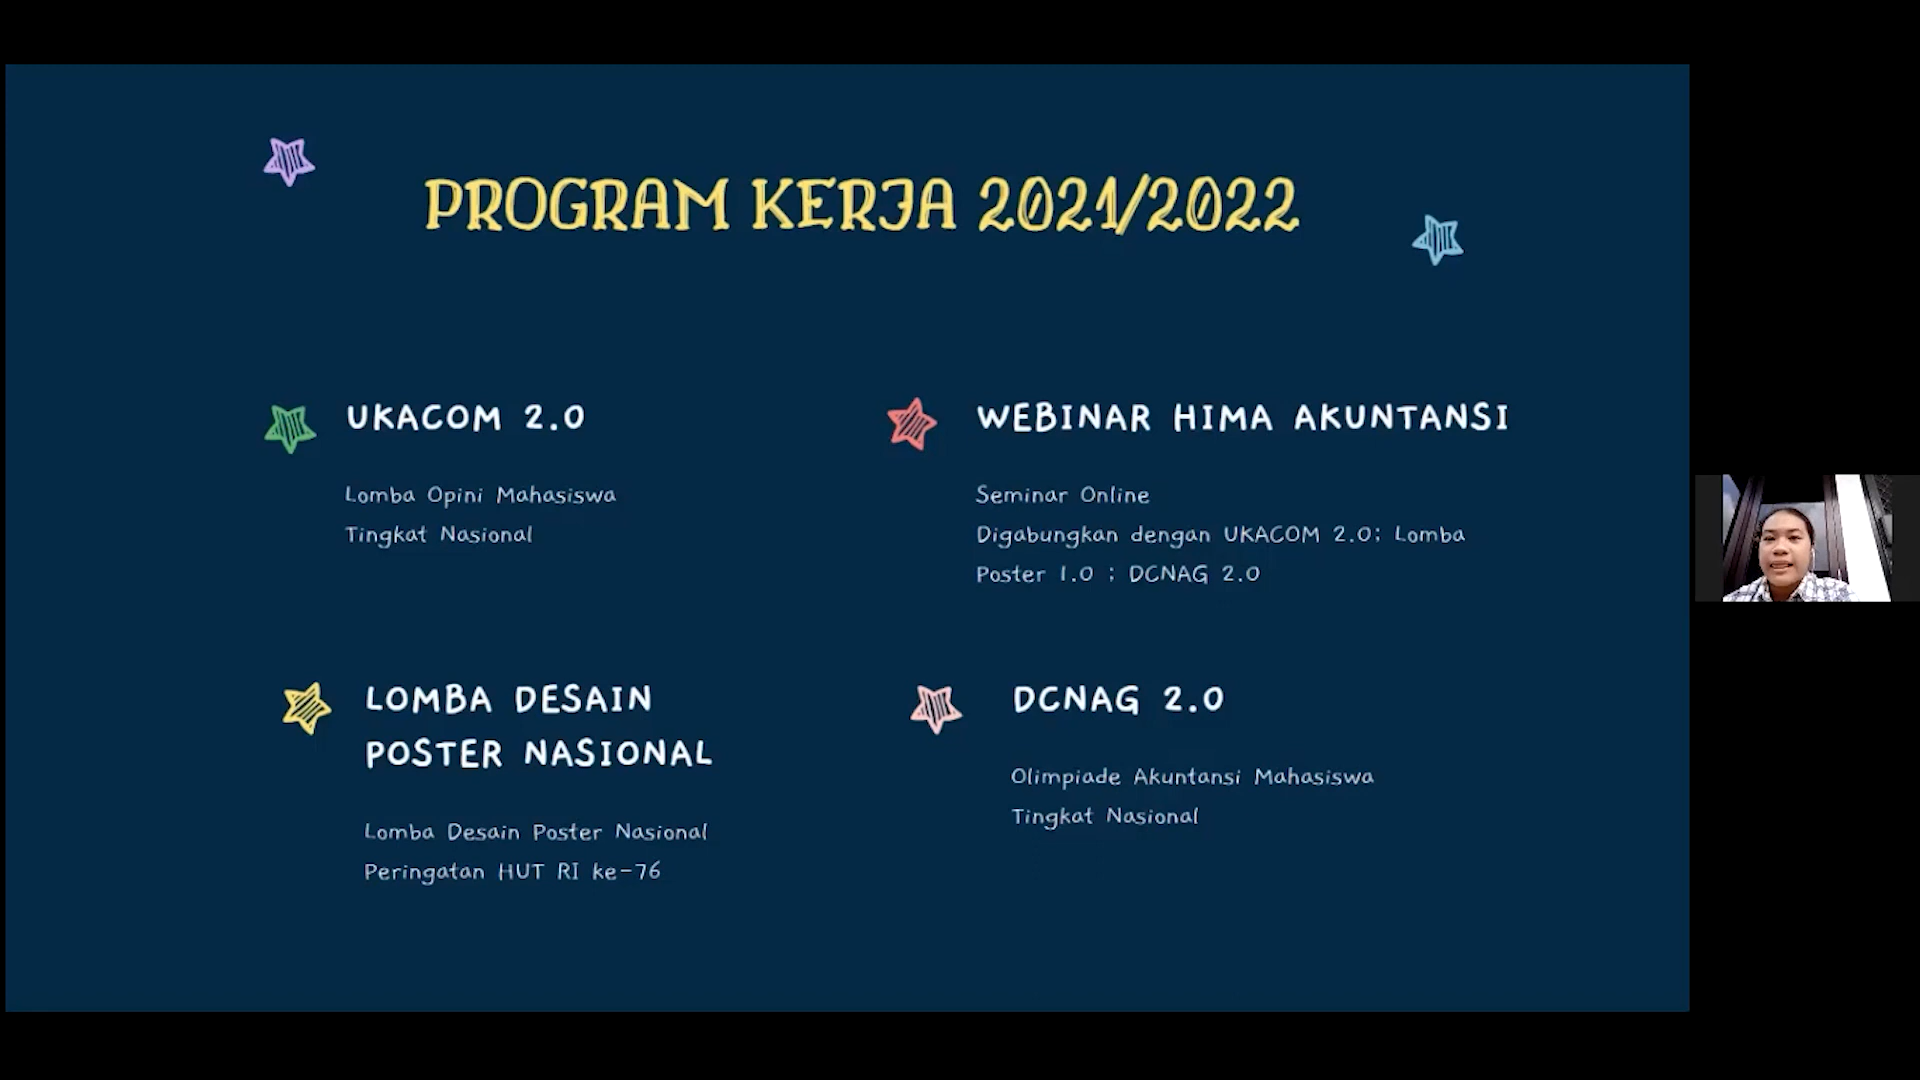 PROGRAM KERJA 2021/2022
UKACOM 2.0
Lomba Opini Mahasiswa
Tingkat Nasional
WEBINAR HIMA AKUNTANSI
Seminar Online
Digabungkan dengan UKACOM 2.0; Lomba
Poster 1.0 ; DCNAG 2.0
LOMBA DESAIN
POSTER NASIONAL
Lomba Desain Poster Nasional
Peringatan HUT RI ke-76
DCNAG 2.0
Olimpiade Akuntansi Mahasiswa
Tingkat Nasional